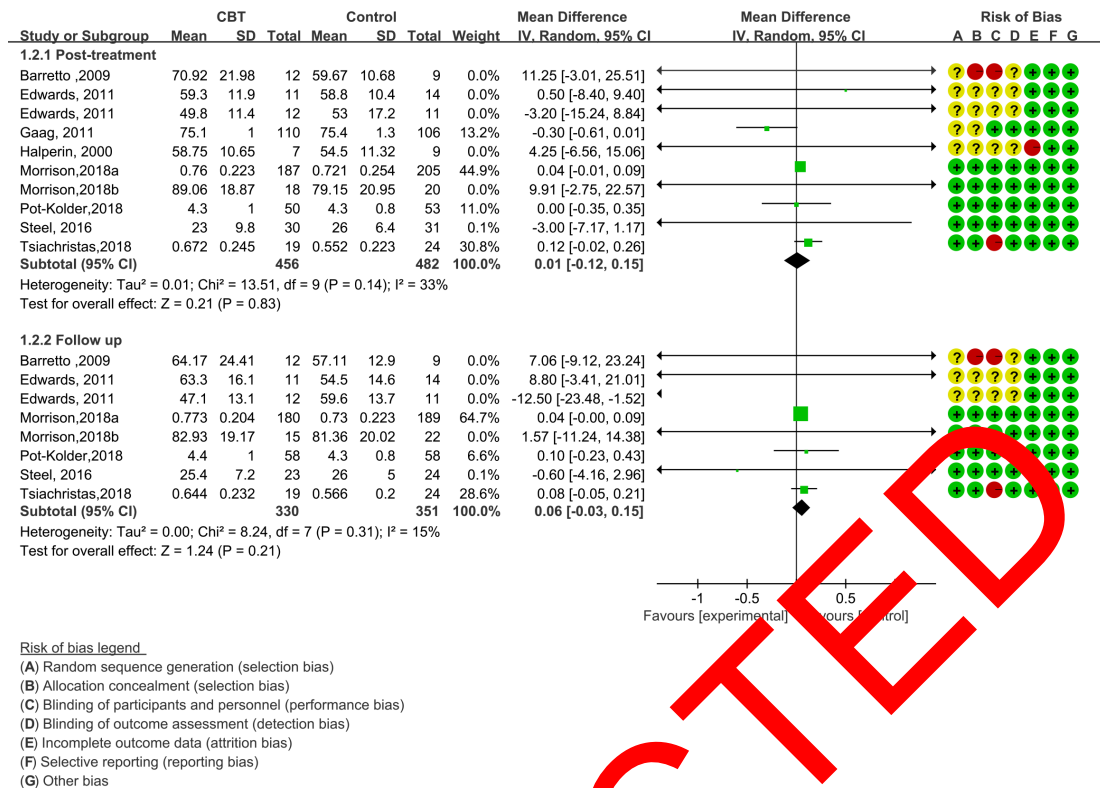 CBT Control Mean Difference Mean Difference Risk of Bias
Study or Subgroup Mean SD Total Mean SD Total Weight IV, Random, 95% CI IV, Random, 95% CI A B C D E F G
1.2.1 Post-treatment
Barretto ,2009 70.92 21.98 12 59.67 10.68 9 0.0% 11.25 [-3.01, 25.51] ? - - ? + + +
Edwards, 2011 59.3 11.9 11 58.8 10.4 14 0.0% 0.50 [-8.40, 9.40] ? ? ? ? + + +
Edwards, 2011 49.8 11.4 12 53 17.2 11 0.0% -3.20 [-15.24, 8.84] ? ? ? ? + + +
Gaag, 2011 75.1 1 110 75.4 1.3 106 13.2% -0.30 [-0.61, 0.01] ? ? + + + + +
Halperin, 2000 58.75 10.65 7 54.5 11.32 9 0.0% 4.25 [-6.56, 15.06] ? ? ? ? - + +
Morrison,2018a 0.76 0.223 187 0.721 0.254 205 44.9% 0.04 [-0.01, 0.09] + + + + + + +
Morrison,2018b 89.06 18.87 18 79.15 20.95 20 0.0% 9.91 [-2.75, 22.57] + + + + + + +
Pot-Kolder,2018 4.3 1 50 4.3 0.8 53 11.0% 0.00 [-0.35, 0.35] + + + + + + +
Steel, 2016 23 9.8 30 26 6.4 31 0.1% -3.00 [-7.17, 1.17] + + + + + + +
Tsiachristas,2018 0.672 0.245 19 0.552 0.223 24 30.8% 0.12 [-0.02, 0.26] + + - + + + +
Subtotal (95% CI) 456 482 100.0% 0.01 [-0.12, 0.15]
Heterogeneity: Tau² = 0.01; Chi² = 13.51, df = 9 (P = 0.14); I² = 33%
Test for overall effect: Z = 0.21 (P = 0.83)
1.2.2 Follow up
Barretto ,2009 64.17 24.41 12 57.11 12.9 9 0.0% 7.06 [-9.12, 23.24] ? - - ? + + +
Edwards, 2011 63.3 16.1 11 54.5 14.6 14 0.0% 8.80 [-3.41, 21.01] ? ? ? ? + + +
Edwards, 2011 47.1 13.1 12 59.6 13.7 11 0.0% -12.50 [-23.48, -1.52] ? ? ? ? + + +
Morrison,2018a 0.773 0.204 180 0.73 0.223 189 64.7% 0.04 [-0.00, 0.09] + + + + + + +
Morrison,2018b 82.93 19.17 15 81.36 20.02 22 0.0% 1.57 [-11.24, 14.38]
Pot-Kolder,2018 4.4 1 58 4.3 0.8 58 6.6% 0.10 [-0.23, 0.43]
Steel, 2016 25.4 7.2 23 26 5 24 0.1% -0.60 [-4.16, 2.96]
Tsiachristas,2018 0.644 0.232 19 0.566 0.2 24 28.6% 0.08 [-0.05, 0.21]
Subtotal (95% CI) 330 351 100.0% 0.06 [-0.03, 0.15]
Heterogeneity: Tau² = 0.00; Chi² = 8.24, df = 7 (P = 0.31); I² = 15%
Test for overall effect: Z = 1.24 (P = 0.21)
-1 -0.5 0.5
Favours [experimental]
Risk of bias legend
(A) Random sequence generation (selection bias)
(B) Allocation concealment (selection bias)
(C) Blinding of participants and personnel (performance bias)
(D) Blinding of outcome assessment (detection bias)
(E) Incomplete outcome data (attrition bias)
(F) Selective reporting (reporting bias)
(G) Other bias
CTED